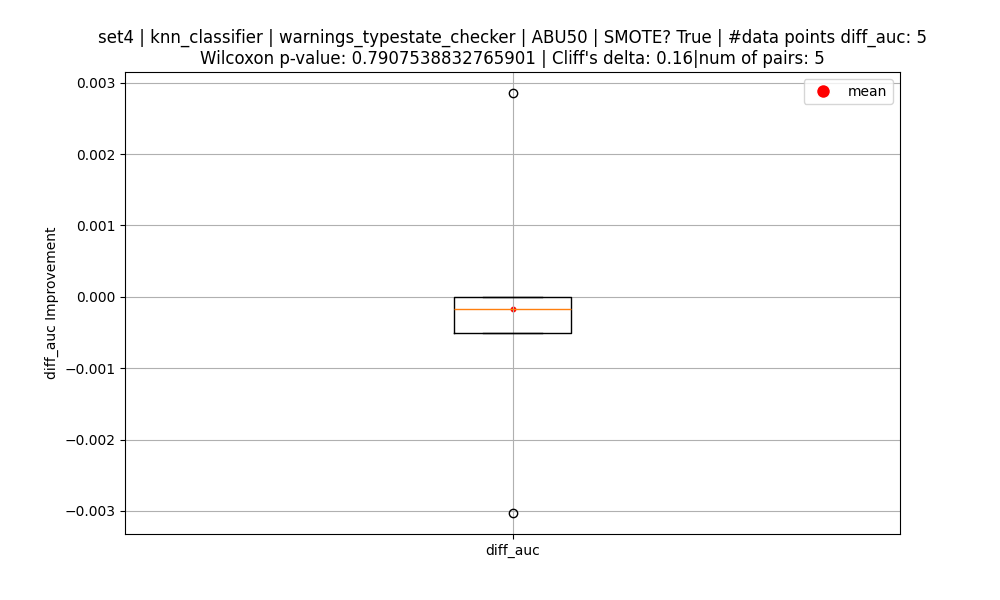 set4 | knn_classifier | warnings_typestate_checker | ABU50 | SMOTE? True | #data points diff_auc: 5
Wilcoxon p-value: 0.7907538832765901 | Cliff's delta: 0.16|num of pairs: 5
mean
0.003
0.002
0.001
0.000
−0.001
−0.002
−0.003
diff_auc Improvement
diff_auc